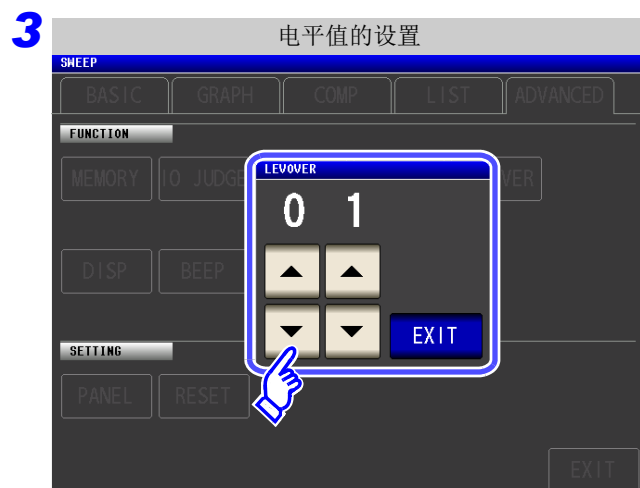 3
电平值的设置
SWEEP
BASIC GRAPH COMP LIST ADVANCED
FUNCTION
MEMORY IO JUDGE VER
LEVOVER
0 1
DISP BEEP
EXIT
SETTING
PANEL RESET
EXIT